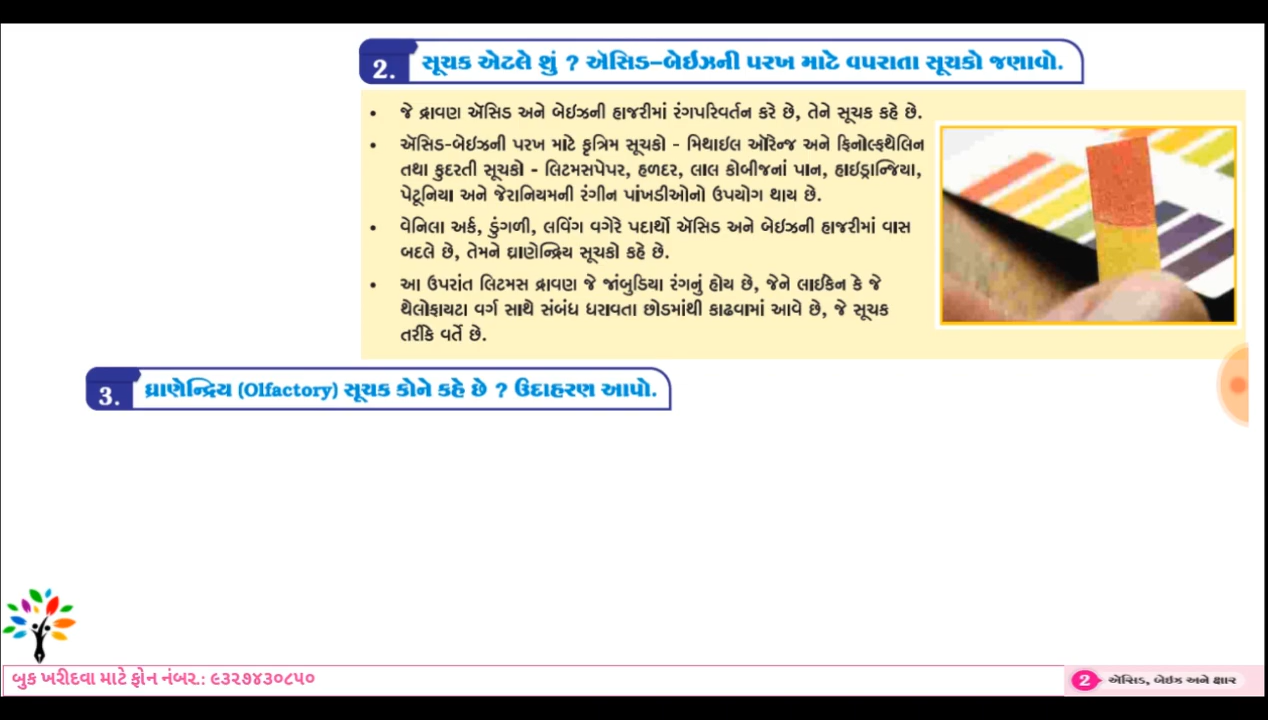 2. સૂચક એટલે શું ? ઍસિડ–બેઇઝની પરખ માટે વપરાતા સૂચકો જણાવો.
• જે દ્રાવણ ઍસિડ અને બેઇઝની હાજરીમાં રંગપરિવર્તન કરે છે, તેને સૂચક કહે છે.
• ઍસિડ-બેઇઝની પરખ માટે કૃત્રિમ સૂચકો - મિથાઇલ ઑરેન્જ અને ફિનોલ્ફથેલિન
તથા કુદરતી સૂચકો - લિટમસપેપર, હળદર, લાલ કોબીજનાં પાન, હાઇડ્રાન્જિયા,
પેટૂનિયા અને જેરાનિયમની રંગીન પાંખડીઓનો ઉપયોગ થાય છે.
• વેનિલા અર્ક, ડુંગળી, લવિંગ વગેરે પદાર્થો ઍસિડ અને બેઇઝની હાજરીમાં વાસ
બદલે છે, તેમને ઘ્રાણેન્દ્રિય સૂચકો કહે છે.
• આ ઉપરાંત લિટમસ દ્રાવણ જે જાંબુડિયા રંગનું હોય છે, જેને લાઇકેન કે જે
થેલોફાયટા વર્ગ સાથે સંબંધ ધરાવતા છોડમાંથી કાઢવામાં આવે છે, જે સૂચક
તરીકે વર્તે છે.
3. ઘ્રાણેન્દ્રિય (Olfactory) સૂચક કોને કહે છે ? ઉદાહરણ આપો.
બુક ખરીદવા માટે ફોન નંબર.: ૯૩૨૭૪૩૦૮૫૦
2 ઍસિડ, બેઇઝ અને ક્ષાર